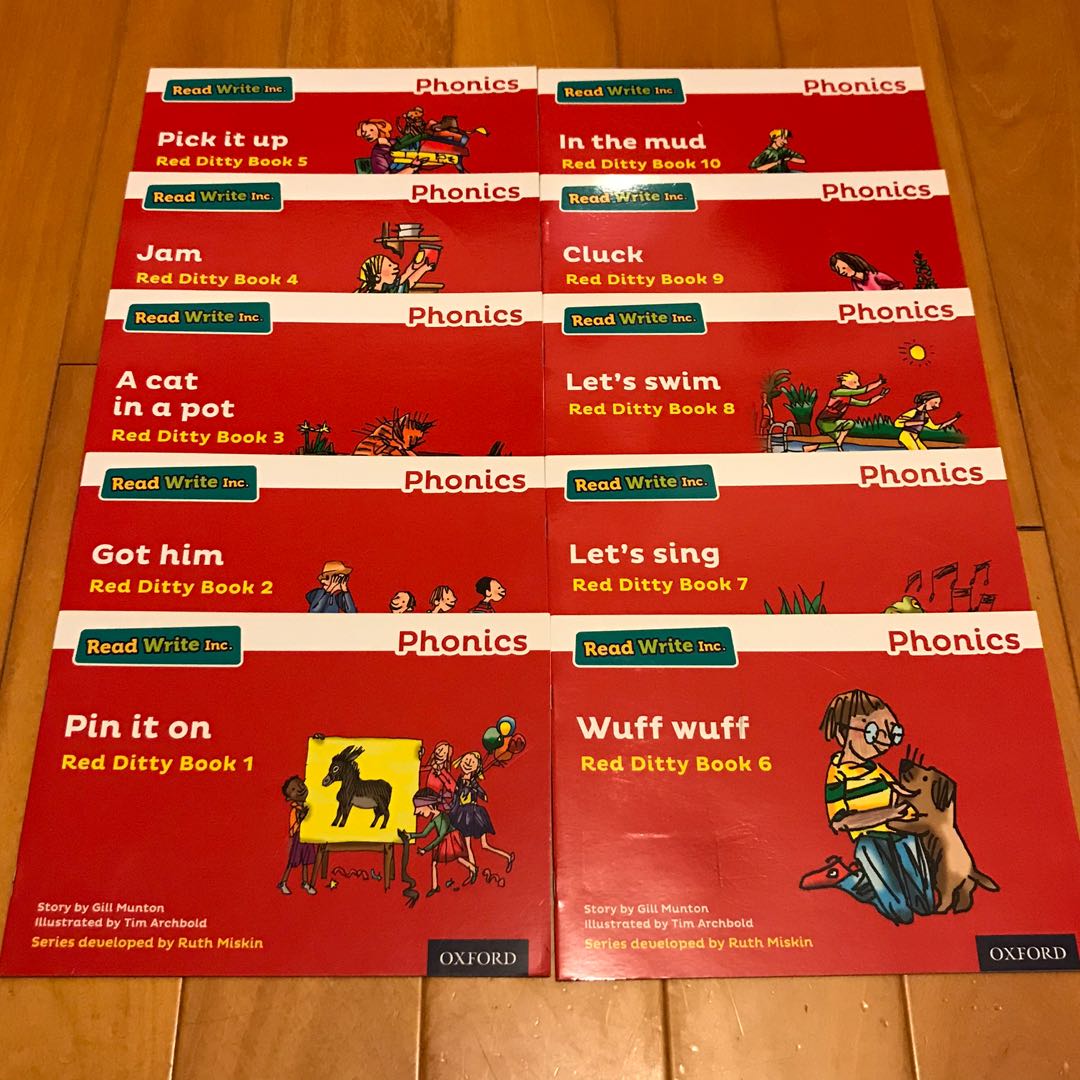 Read Write Inc.
Phonics
Pick it up
Red Ditty Book 5
Read Write Inc.
Phonics
In the mud
Red Ditty Book 10
Read Write Inc.
Phonics
Jam
Red Ditty Book 4
Read Write Inc.
Phonics
Cluck
Red Ditty Book 9
Read Write Inc.
Phonics
A cat
in a pot
Red Ditty Book 3
Read Write Inc.
Phonics
Let's swim
Red Ditty Book 8
Read Write Inc.
Phonics
Got him
Red Ditty Book 2
Read Write Inc.
Phonics
Let's sing
Red Ditty Book 7
Read Write Inc.
Phonics
Pin it on
Red Ditty Book 1
Story by Gill Munton
Illustrated by Tim Archbold
Series developed by Ruth Miskin
OXFORD
Read Write Inc.
Phonics
Wuff wuff
Red Ditty Book 6
Story by Gill Munton
Illustrated by Tim Archbold
Series developed by Ruth Miskin
OXFORD